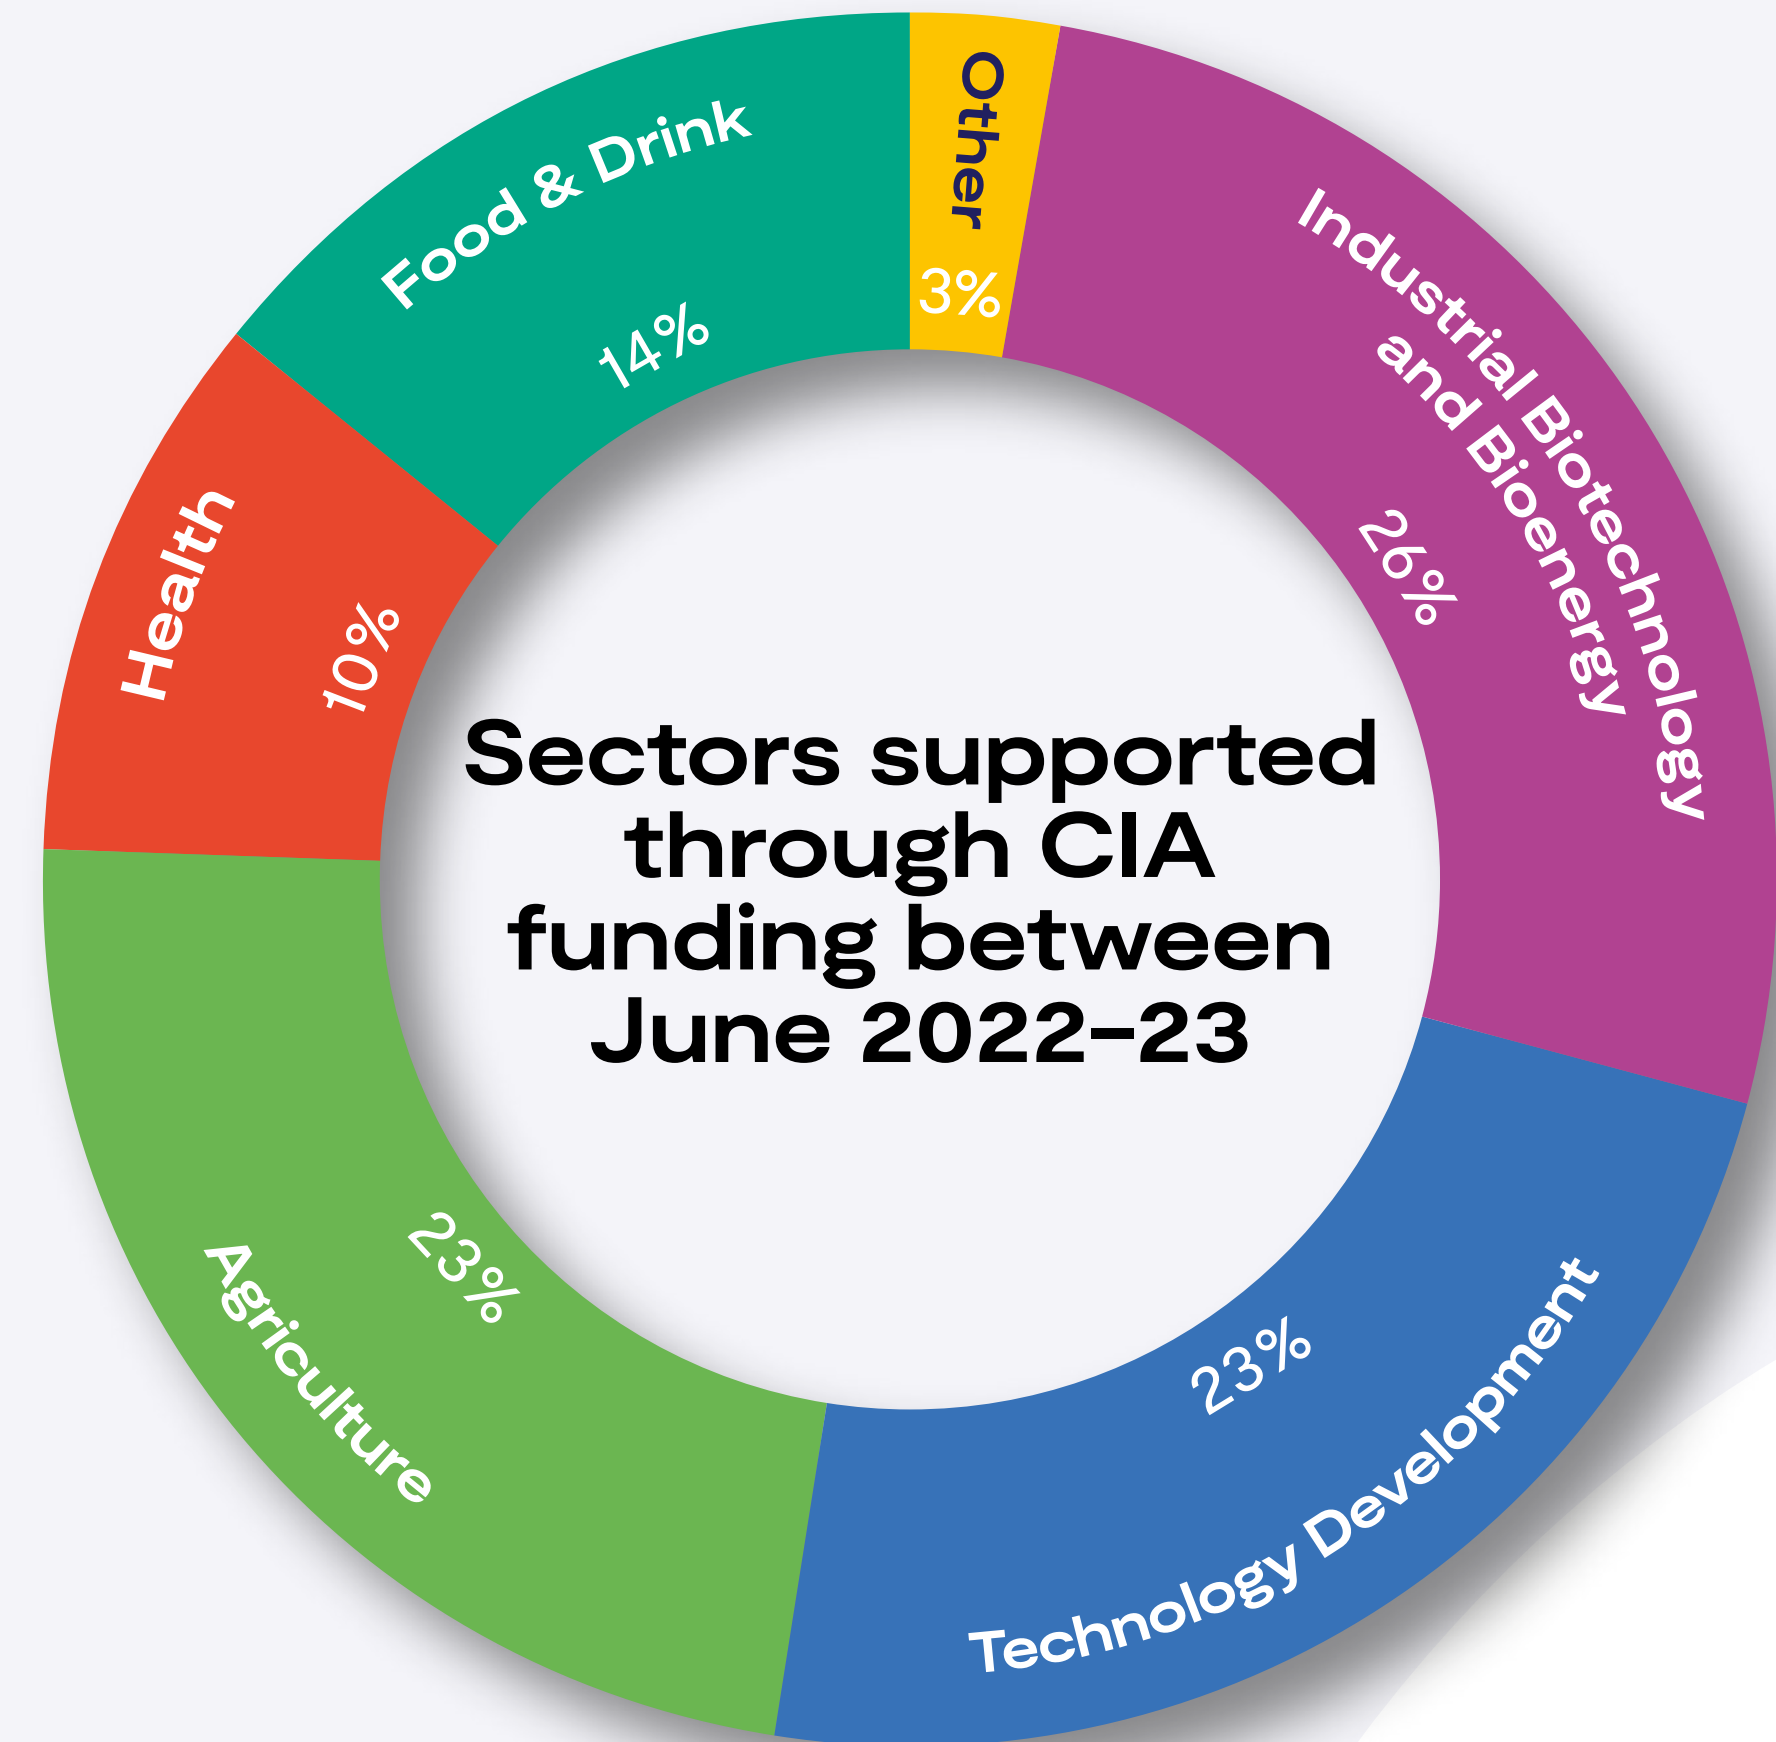 Other
3%
Industrial Biotechnology
and Bioenergy
26%
Technology Development
23%
Agriculture
23%
Health
10%
Food & Drink
14%
Sectors supported
through CIA
funding between
June 2022–23